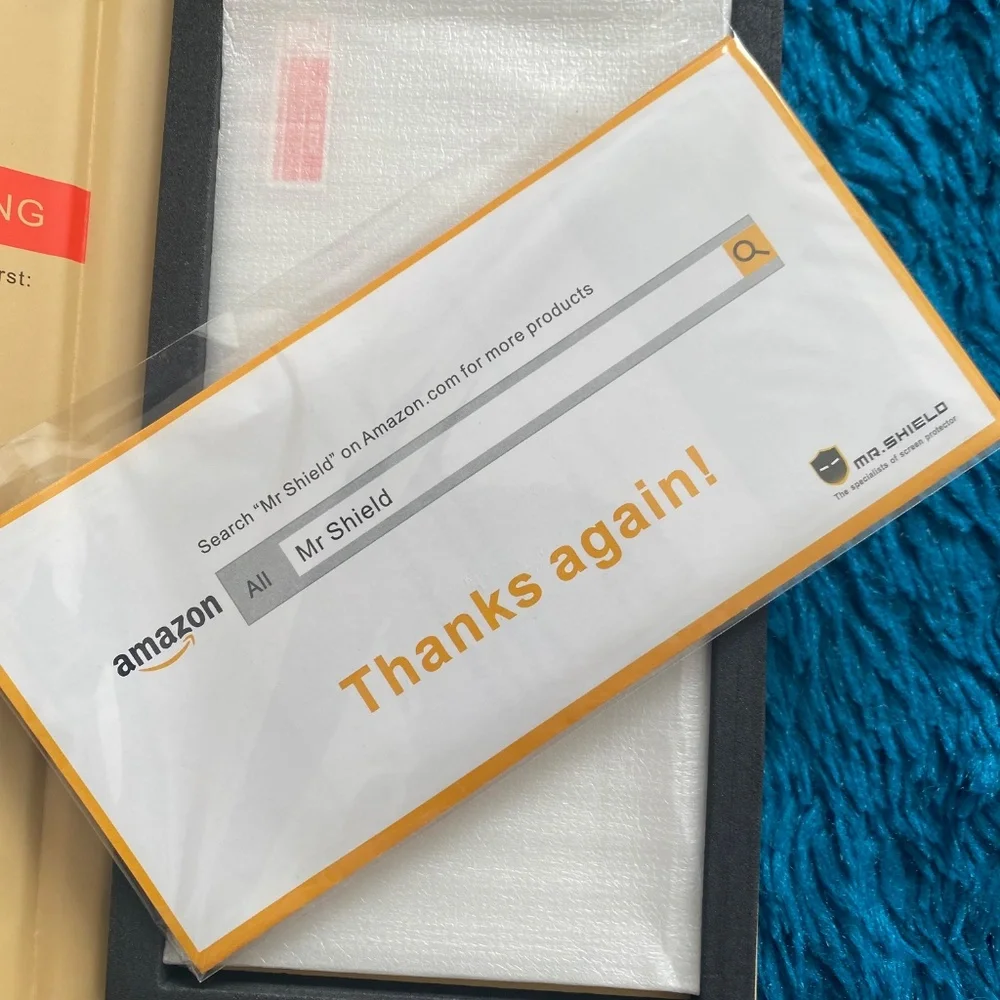 NG
rst:
Search “Mr Shield” on Amazon.com for more products
amazon
All
Mr Shield
Thanks again!
MR.SHIELD
The specialists of screen protector